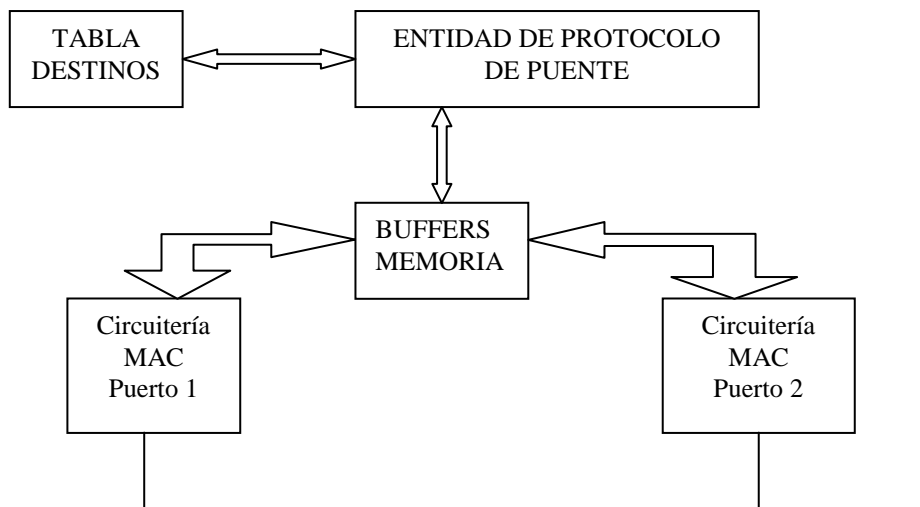 TABLA
DESTINOS
ENTIDAD DE PROTOCOLO
DE PUENTE
BUFFERS
MEMORIA
Circuitería
MAC
Puerto 1
Circuitería
MAC
Puerto 2